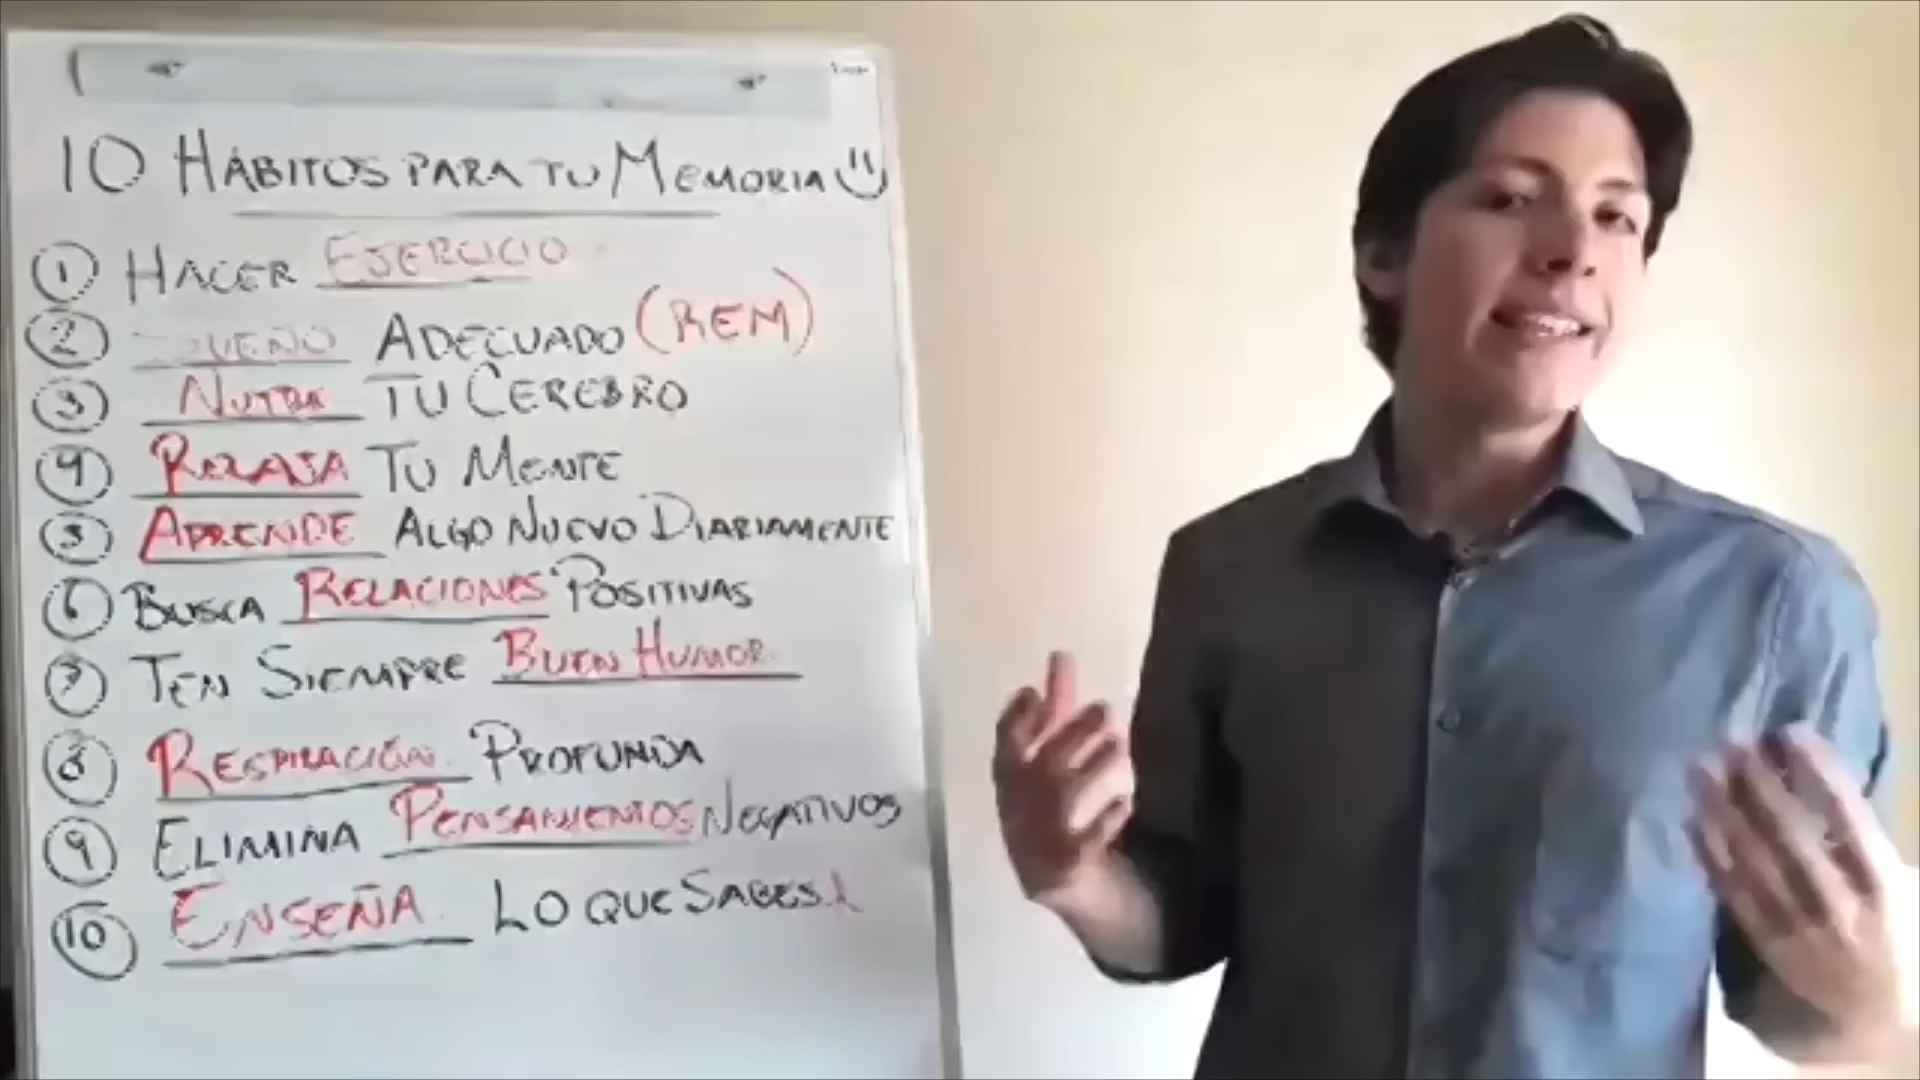 10 HÁBITOS PARA TU MEMORIA
1 HACER EJERCICIO
2 SUEÑO ADECUADO (REM)
3 NUTRE TU CEREBRO
4 RELAJA TU MENTE
5 APRENDE ALGO NUEVO DIARIAMENTE
6 BUSCA RELACIONES POSITIVAS
7 TEN SIEMPRE BUEN HUMOR
8 RESPIRACIÓN PROFUNDA
9 ELIMINA PENSAMIENTOS NEGATIVOS
10 ENSEÑA LO QUE SABES!